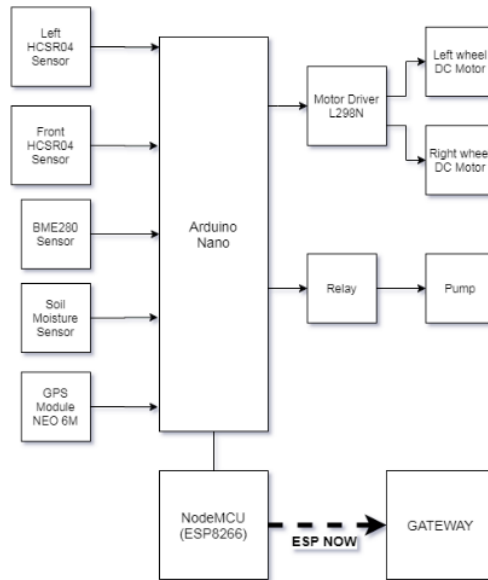 Left
HCSR04
Sensor
Front
HCSR04
Sensor
BME280
Sensor
Soil
Moisture
Sensor
GPS
Module
NEO 6M
Arduino
Nano
Motor Driver
L298N
Left wheel
DC Motor
Right wheel
DC Motor
Relay
Pump
NodeMCU
(ESP8266)
ESP NOW
GATEWAY